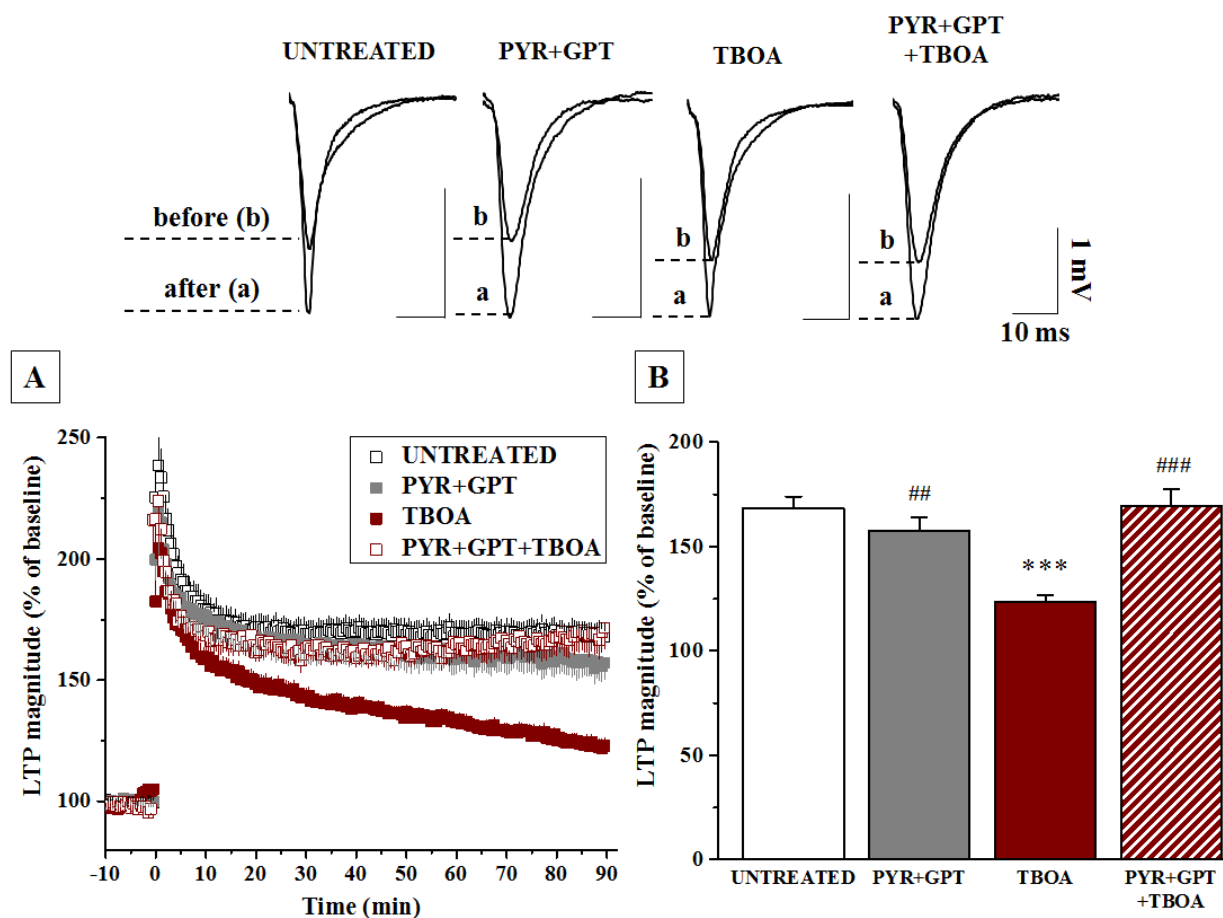 UNTREATED
PYR+GPT
TBOA
PYR+GPT
+TBOA
before (b)
after (a)
b
a
b
a
b
a
1 mV
10 ms
A
LTP magnitude (% of baseline)
250
200
150
100
UNTREATED
PYR+GPT
TBOA
PYR+GPT+TBOA
-10 0 10 20 30 40 50 60 70 80 90
Time (min)
B
LTP magnitude (% of baseline)
200
150
100
50
0
##
***
###
UNTREATED
PYR+GPT
TBOA
PYR+GPT
+TBOA